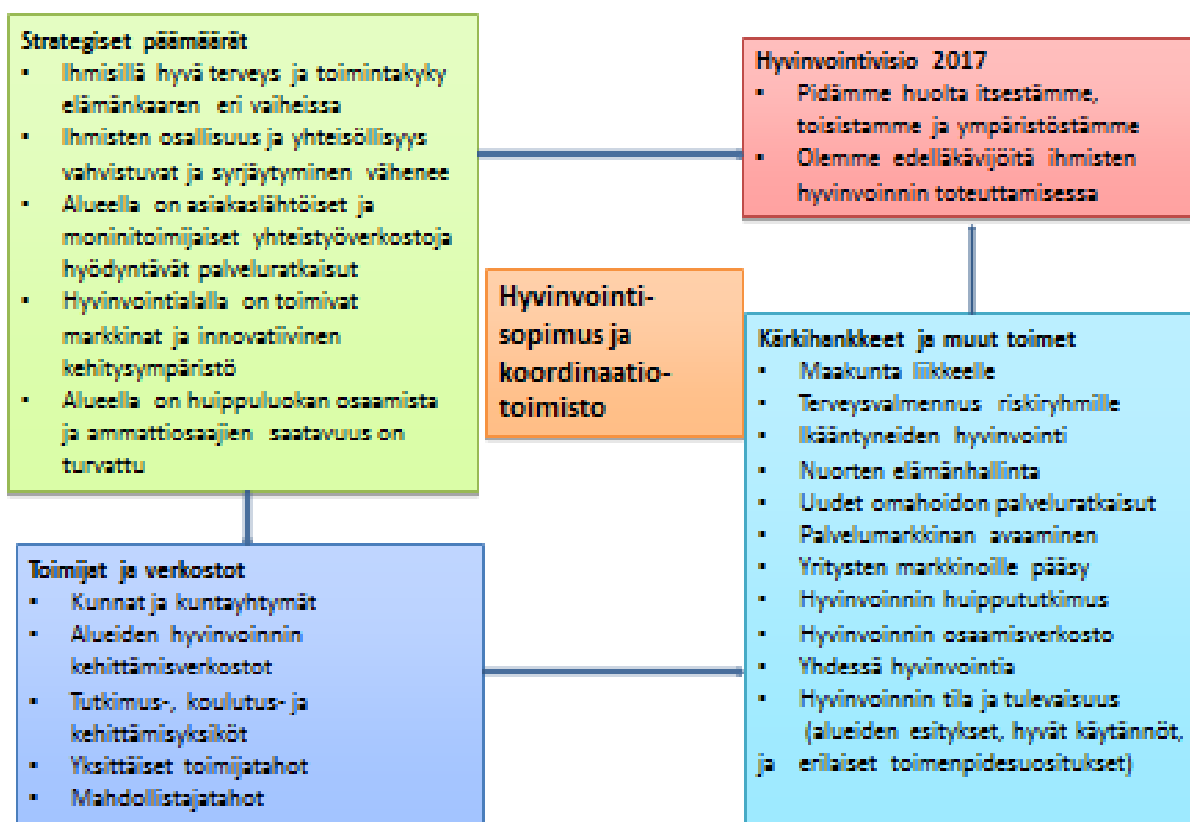 Strategiset päämäärät
• Ihmisillä hyvä terveys ja toimintakyky
elämänkaaren eri vaiheissa
• Ihmisten osallisuus ja yhteisöllisyys
vahvistuvat ja syrjäytyminen vähenee
• Alueella on asiakaslähtöiset ja
moninitoimijaiset yhteistyöverkostoja
hyödyntävät palveluratkaisut
• Hyvinvointialalla on toimivat
markkinat ja innovatiivinen
kehitysympäristö
• Alueella on huippuluokan osaamista
ja ammattiosaajien saatavuus on
turvattu
Hyvinvointivisio 2017
• Pidämme huolta itsestämme,
toisistamme ja ympäristöstämme
• Olemme edelläkävijöitä ihmisten
hyvinvoinnin toteuttamisessa
Hyvinvointi-
sopimus ja
koordinaatio-
toimisto
Toimijat ja verkostot
• Kunnat ja kuntayhtymät
• Alueiden hyvinvoinnin
kehittämisverkostot
• Tutkimus-, koulutus- ja
kehittämisyksiköt
• Yksittäiset toimijatahot
• Mahdollistajatahot
Kärkihankkeet ja muut toimet
• Maakunta liikkeelle
• Terveysvalmennus riskiryhmille
• Ikääntyneiden hyvinvointi
• Nuorten elämänhallinta
• Uudet omahoidon palveluratkaisut
• Palvelumarkkinan avaaminen
• Yritysten markkinoille pääsy
• Hyvinvoinnin huippututkimus
• Hyvinvoinnin osaamisverkosto
• Yhdessä hyvinvointia
• Hyvinvoinnin tila ja tulevaisuus
(alueiden esitykset, hyvät käytännöt,
ja erilaiset toimenpidesuositukset)